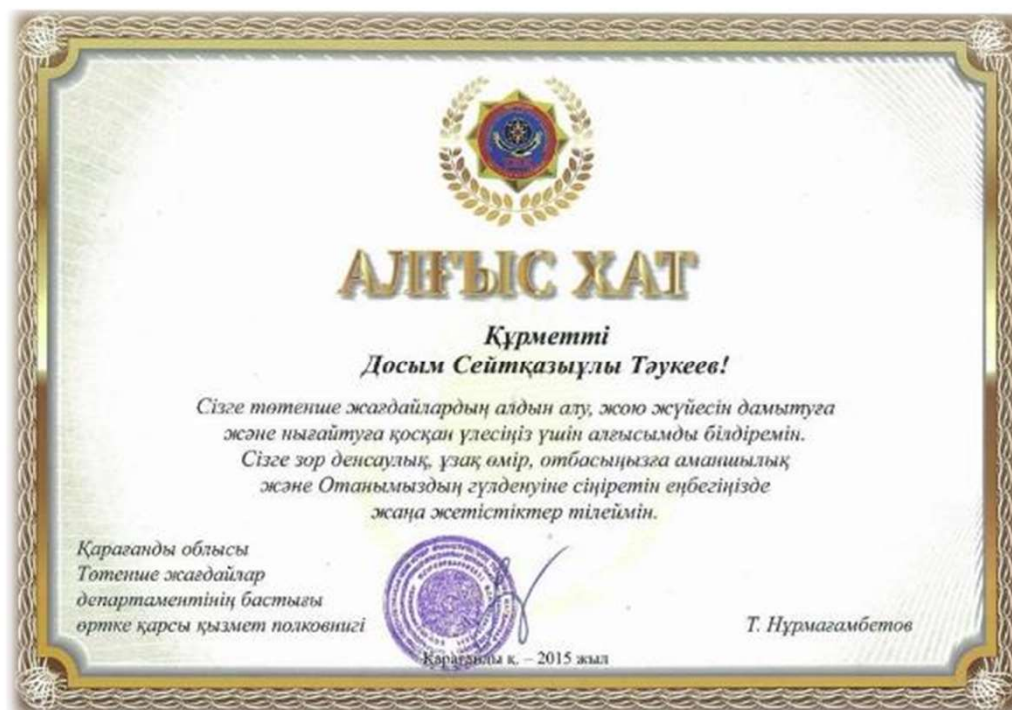 АЛҒЫС ХАТ
Құрметті
Досым Сейтқазыұлы Тәукеев!
Сізге төтенше жағдайлардың алдын алу, жою жүйесін дамытуға
және нығайтуға қосқан үлесіңіз үшін алғысымды білдіремін.
Сізге зор денсаулық, ұзақ өмір, отбасыңызға аманшылық
және Отанымыздың гүлденуіне сіңіретін еңбегіңізде
жаңа жетістіктер тілеймін.
Қарағанды облысы
Төтенше жағдайлар
департаментінің бастығы
өртке қарсы қызмет полковнигі
Т. Нұрмағамбетов
Қарағанды қ. – 2015 жыл